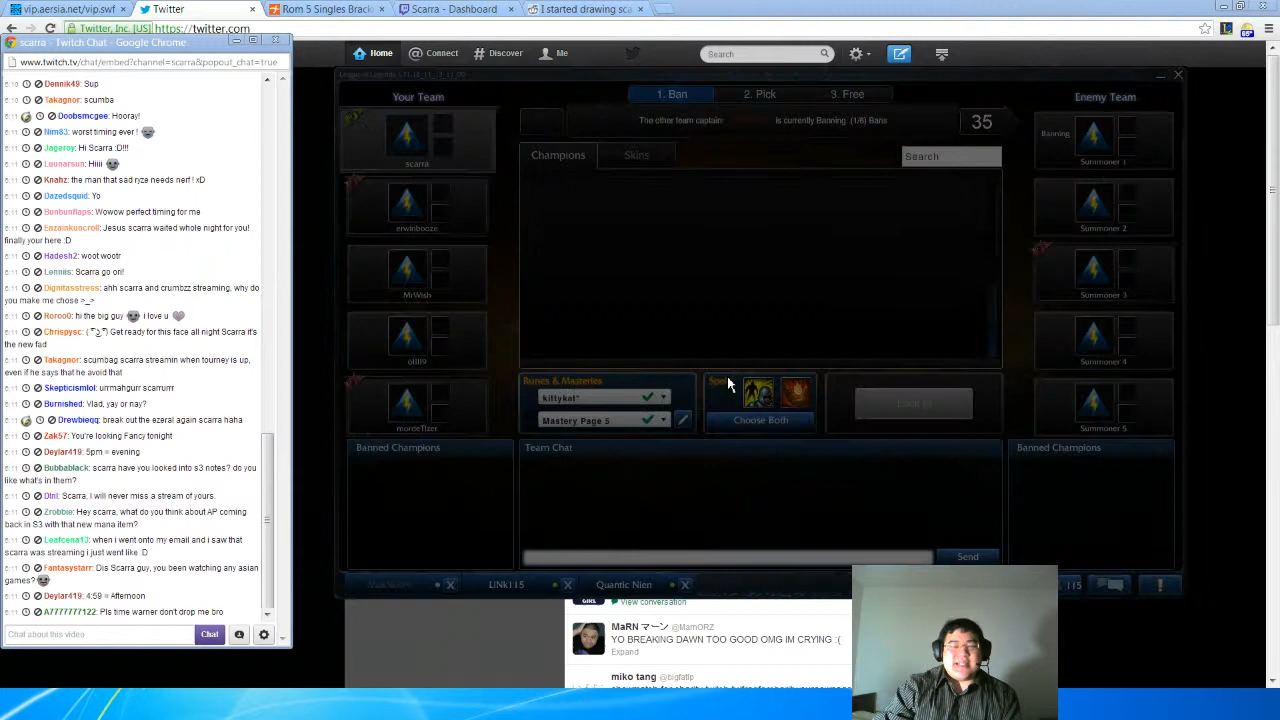 vip.aersia.net/vip.swf
Twitter
Rom 5 Singles Brack
Scarra - Dashboard
I started drawing sca
Twitter, Inc. [US]
https://twitter.com
scarra - Twitch Chat - Google Chrome
www.twitch.tv/chat/embed?channel=scarra&popout_chat=true
Dennik49: Sup
Takagnor: scumba
Doobsmcgee: Hooray!
Nim83: worst timing ever !
Jageroy: Hi Scarra :D!!!
Luunarsun: Hiiii
Knahz: the man that sad ryze needs nerf ! xD
Dazedsquid: Yo
Bunbunflaps: Wowow perfect timing for me
Enzainkuncroll: Jesus scarra waited whole night for you!
finally your here :D
Hadesh2: woot wootr
Lenniis: Scarra go on!
Dignitasstress: ahh scarra and crumbzz streaming, why do
you make me chose >_>
Roroo0: hi the big guy i love u
Chrispysc: Get ready for this face all night Scarra it's
the new fad
Takagnor: scumbag scarra streamin when tourney is up,
even if he says that he avoid that
Skepticismlol: urrmahgurr scarrurrr
Burnished: Vlad, yay or nay?
Drewbieqq: break out the ezeral again scarra haha
Zak57: You're looking Fancy tonight
Deylar419: 5pm = evening
Bubbablack: scarra have you looked into s3 notes? do you
like what's in them?
DInI: Scarra, I will never miss a stream of yours.
Zrobbie: Hey scarra, what do you think about AP coming
back in S3 with that new mana item?
Leafcena13: when i went onto my email and i saw that
scarra was streaming i just went like :D
Fantasystarr: Dis Scarra guy, you been watching any asian
games?
Deylar419: 4:59 = Afternoon
A7777777122: Pls time warner don't drop me bro
Chat about this video
Chat
Home
Connect
Discover
Me
Search
Your Team
1. Ban
2. Pick
3. Free
Enemy Team
The other team captain is currently Banning. (1/6) Bans
35
Champions
Skins
Search
scarra
erwinbooze
MrWish
mordeTizer
Banning
Summoner 1
Summoner 2
Summoner 3
Summoner 4
Summoner 5
Runes & Masteries
kittykat*
Mastery Page 5
Choose Both
Banned Champions
Team Chat
Banned Champions
Send
LiNk115
Quantic Nien
115
View conversation
MaRN マーン @MarnORZ
YO BREAKING DAWN TOO GOOD OMG IM CRYING :(
Expand
miko tang @bigfatlp